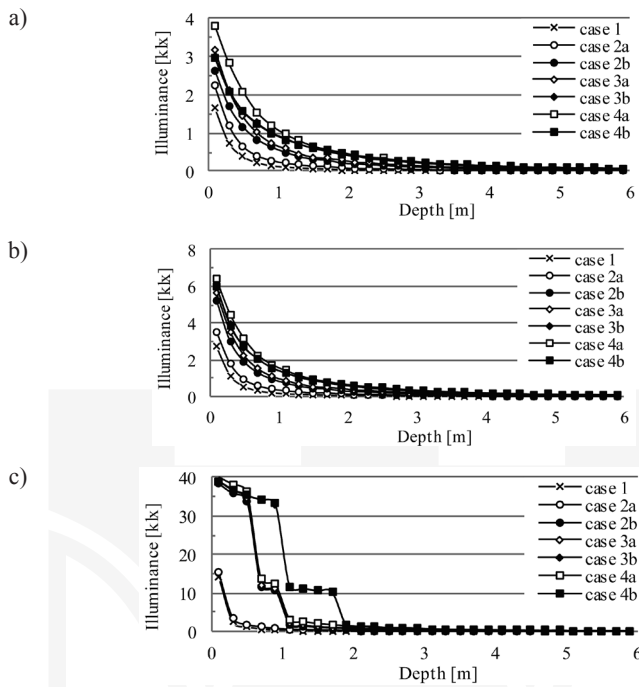 a)
Illuminance [klx]
4
3
2
1
0
0 1 2 3 4 5 6
Depth [m]
case 1
case 2a
case 2b
case 3a
case 3b
case 4a
case 4b
b)
Illuminance [klx]
8
6
4
2
0
0 1 2 3 4 5 6
Depth [m]
case 1
case 2a
case 2b
case 3a
case 3b
case 4a
case 4b
c)
Illuminance [klx]
40
30
20
10
0
0 1 2 3 4 5 6
Depth [m]
case 1
case 2a
case 2b
case 3a
case 3b
case 4a
case 4b